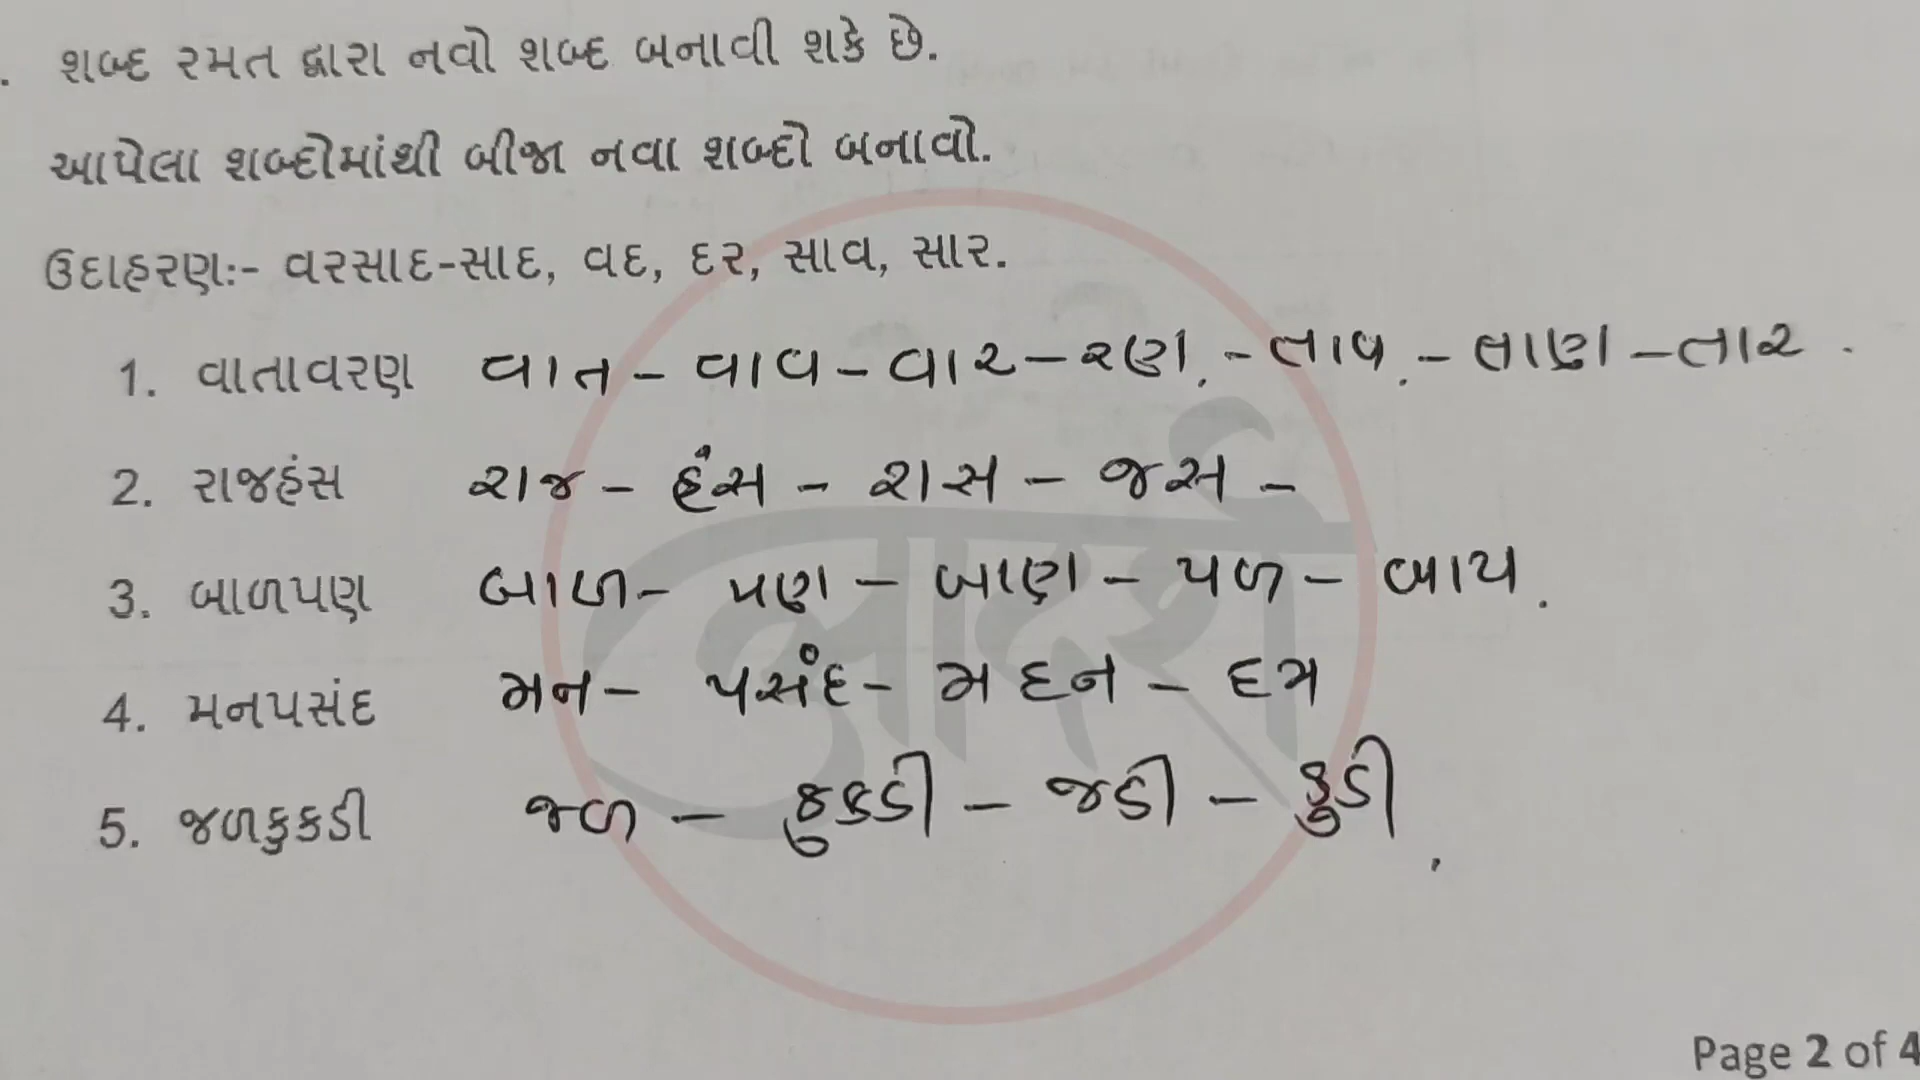 . શબ્દ રમત દ્વારા નવો શબ્દ બનાવી શકે છે.
આપેલા શબ્દોમાંથી બીજા નવા શબ્દો બનાવો.
ઉદાહરણઃ- વરસાદ-સાદ, વદ, દર, સાવ, સાર.
1. વાતાવરણ વાત - વાવ - વાર - રણ. - તાવ. - તાણ - તાર .
2. રાજહંસ રાજ - હંસ - રાસ - જસ -
3. બાળપણ બાળ - પણ - બાણ - પળ - બાપ .
4. મનપસંદ મન - પસંદ - મદન - દમ
5. જળકુકડી જળ - કુકડી - જડી - કુડી .
આદર્શ
Page 2 of 4